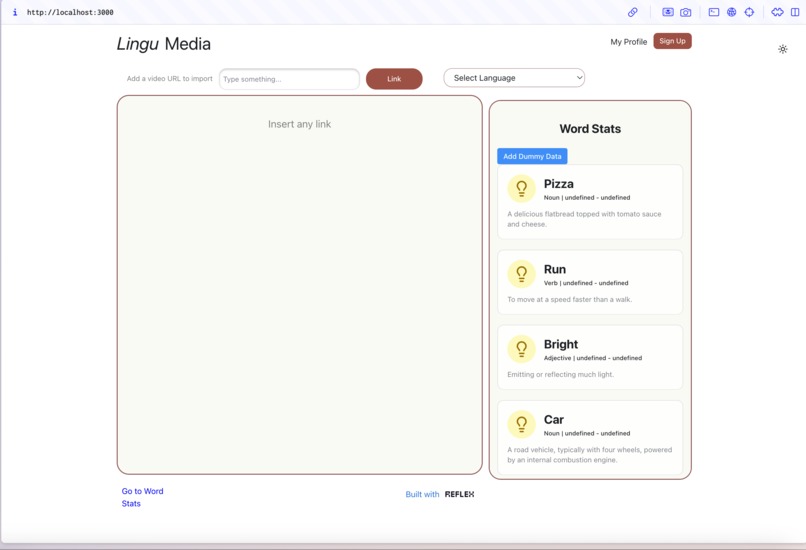 http://localhost:3000
Lingu Media
My Profile
Sign Up
Add a video URL to import
Type something...
Link
Select Language
Insert any link
Word Stats
Add Dummy Data
Pizza
Noun | undefined - undefined
A delicious flatbread topped with tomato sauce
and cheese.
Run
Verb | undefined - undefined
To move at a speed faster than a walk.
Bright
Adjective | undefined - undefined
Emitting or reflecting much light.
Car
Noun | undefined - undefined
A road vehicle, typically with four wheels, powered
by an internal combustion engine.
Go to Word
Stats
Built with REFLEX